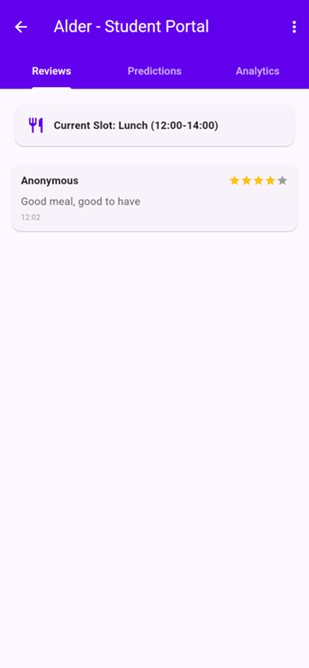 Alder - Student Portal
Reviews Predictions Analytics
Current Slot: Lunch (12:00-14:00)
Anonymous
Good meal, good to have
12:02